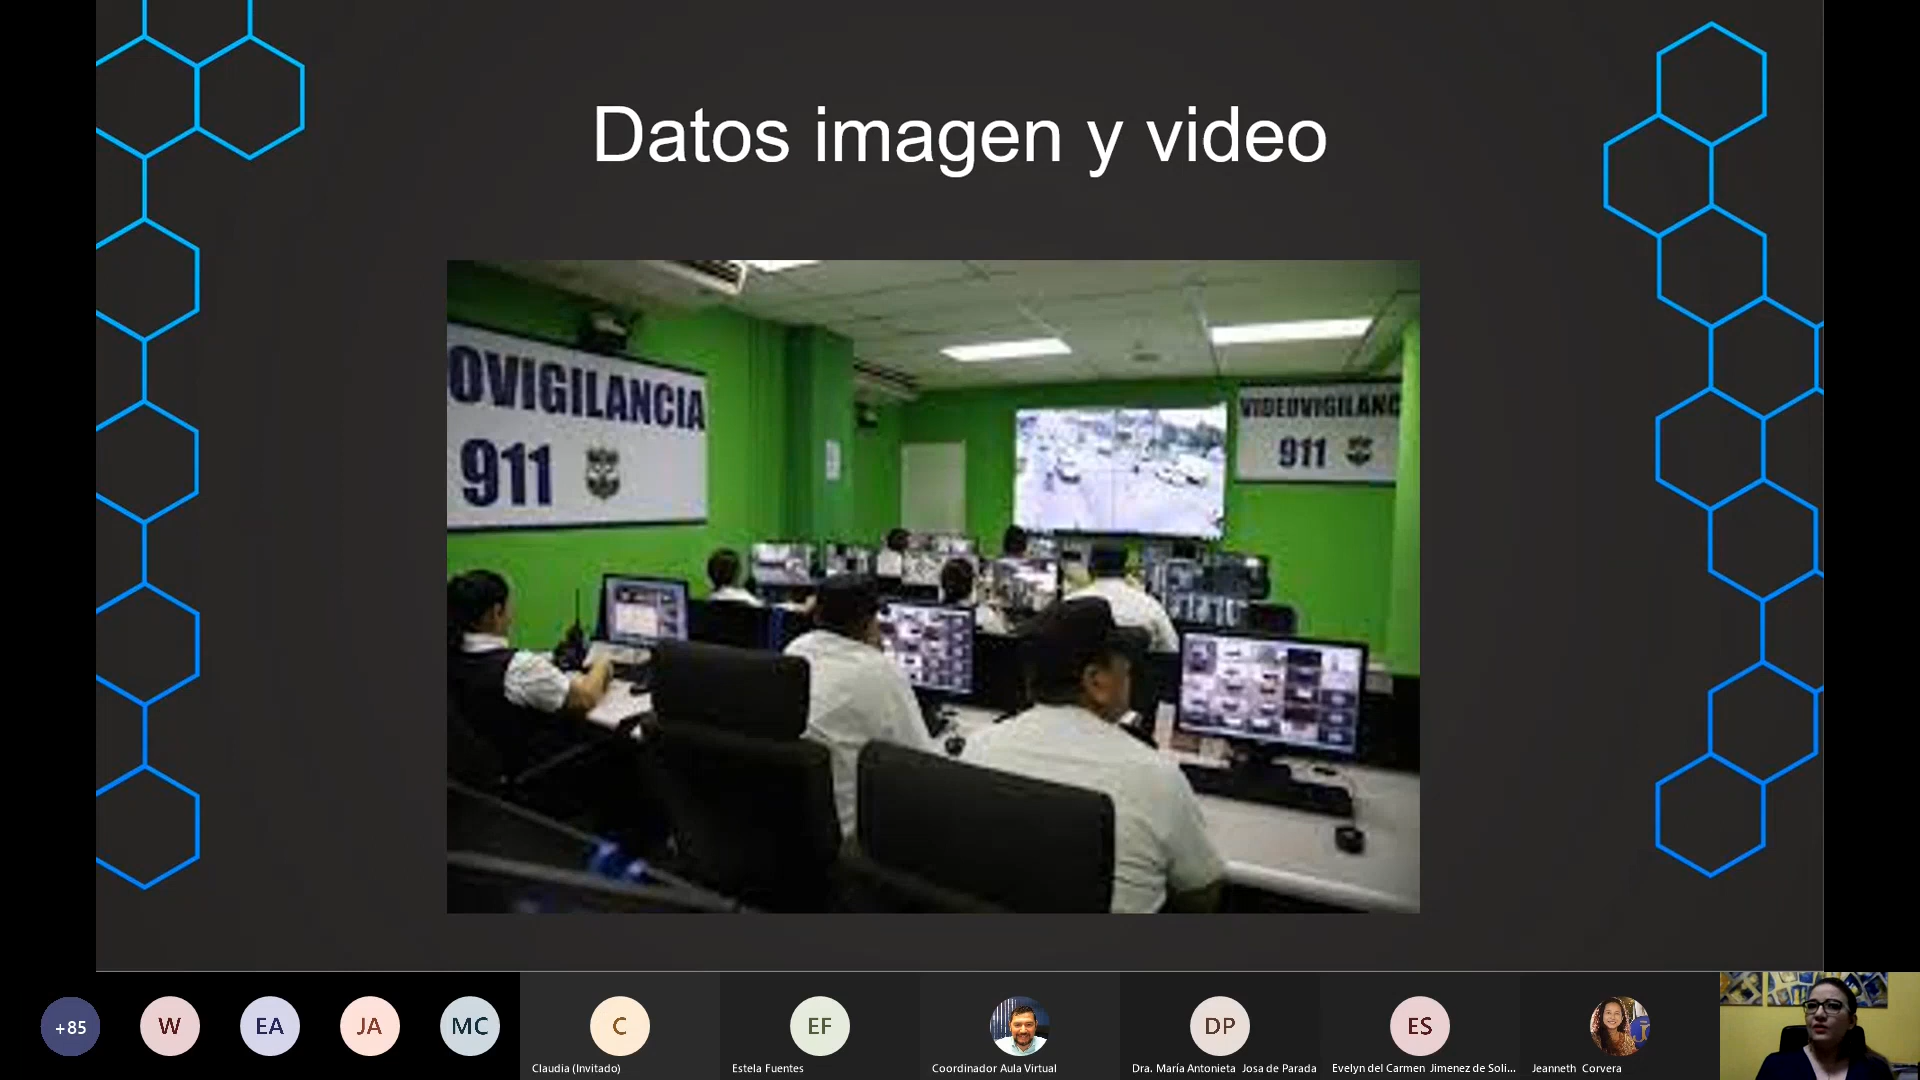 Datos imagen y video
OVIGILANCIA
911
VIDEOVIGILANC
911
+85
W
EA
JA
MC
C
EF
DP
ES
Claudia (Invitado)
Estela Fuentes
Coordinador Aula Virtual
Dra. María Antonieta Josa de Parada
Evelyn del Carmen Jimenez de Soli...
Jeanneth Corvera